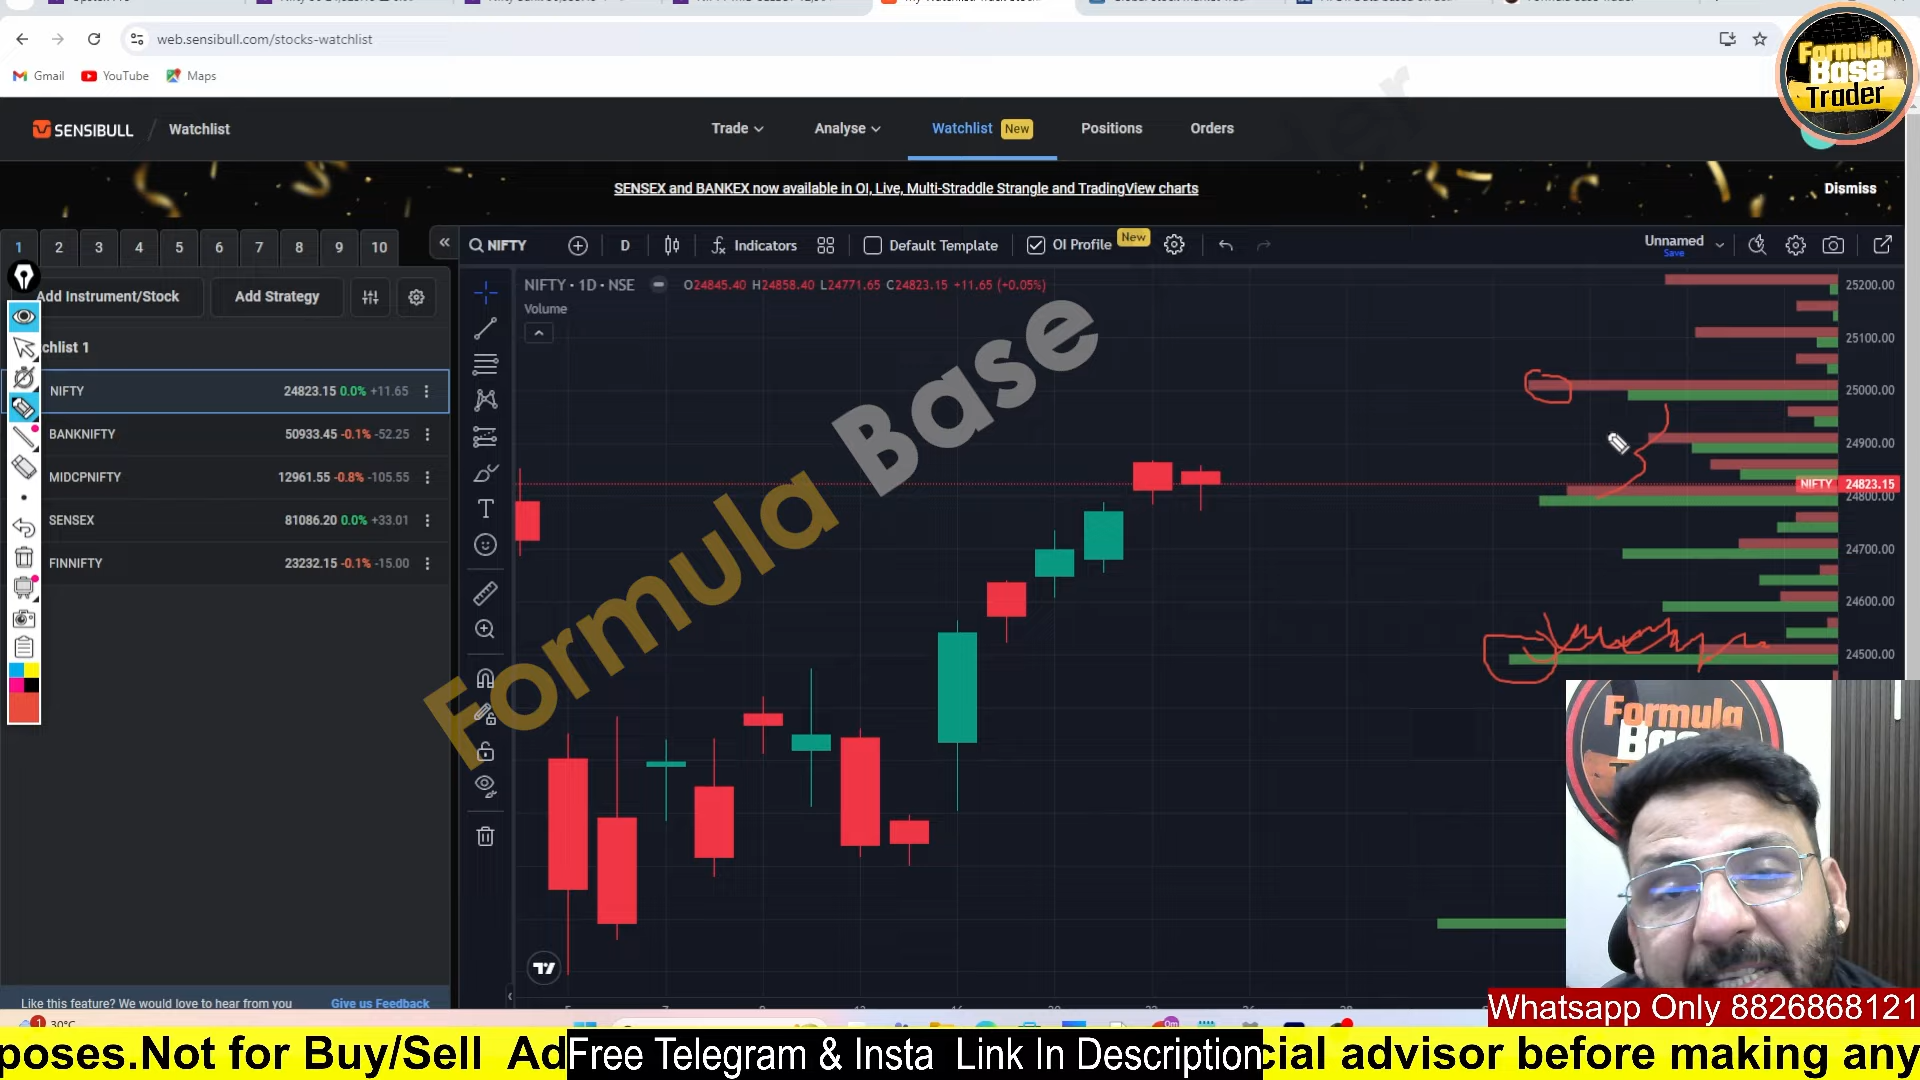 web.sensibull.com/stocks-watchlist
Gmail YouTube Maps
Formula Base Trader
SENSIBULL / Watchlist
Trade Analyse Watchlist New Positions Orders
SENSEX and BANKEX now available in OI, Live, Multi-Straddle Strangle and TradingView charts
Dismiss
1 2 3 4 5 6 7 8 9 10
NIFTY D Indicators Default Template OI Profile New
Unnamed
Save
Add Instrument/Stock Add Strategy
NIFTY · 1D · NSE O24845.40 H24858.40 L24771.65 C24823.15 +11.65 (+0.05%)
Volume
chlist 1
NIFTY 24823.15 0.0% +11.65
BANKNIFTY 50933.45 -0.1% -52.25
MIDCPNIFTY 12961.55 -0.8% -105.55
SENSEX 81086.20 0.0% +33.01
FINNIFTY 23232.15 -0.1% -15.00
25200.00
25100.00
25000.00
24900.00
NIFTY 24823.15
24800.00
24700.00
24600.00
24500.00
Formula Base
Formula
Like this feature? We would love to hear from you Give us Feedback
30°C
Whatsapp Only 8826868121
poses.Not for Buy/Sell Ad
Free Telegram & Insta Link In Description
cial advisor before making any